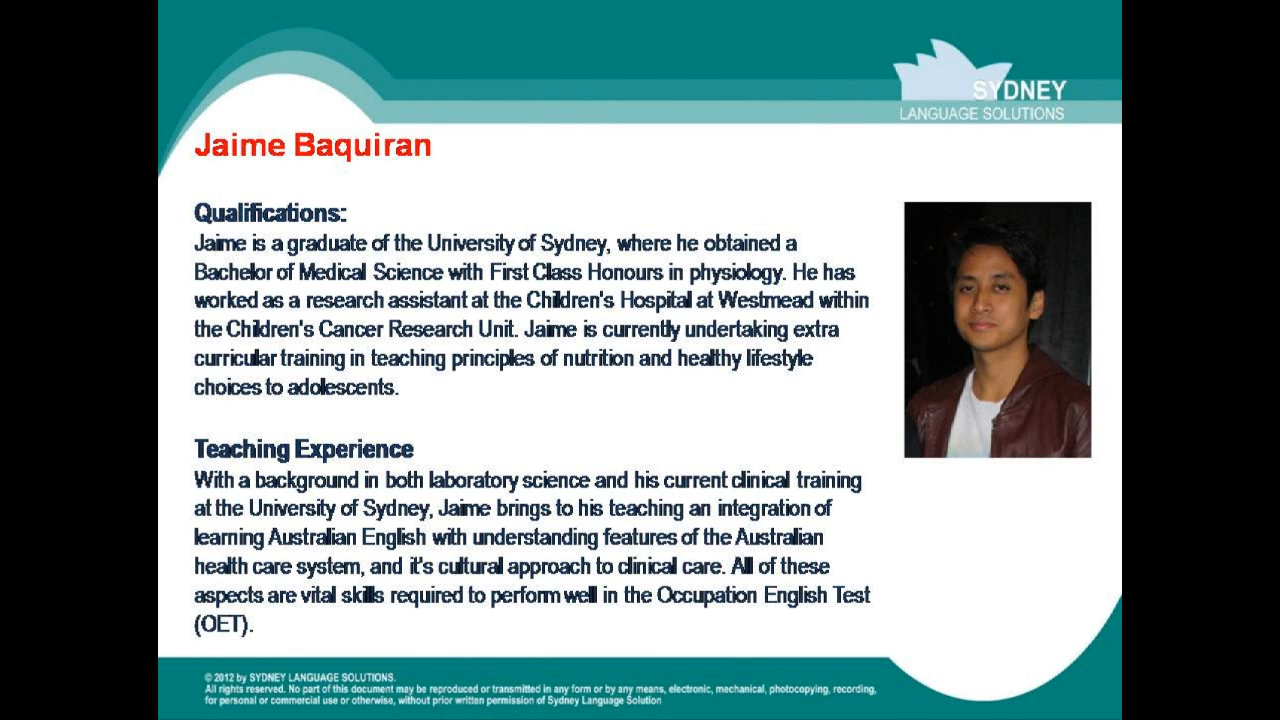 SYDNEY
LANGUAGE SOLUTIONS
Jaime Baquiran
Qualifications:
Jaime is a graduate of the University of Sydney, where he obtained a
Bachelor of Medical Science with First Class Honours in physiology. He has
worked as a research assistant at the Children's Hospital at Westmead within
the Children's Cancer Research Unit. Jaime is currently undertaking extra
curricular training in teaching principles of nutrition and healthy lifestyle
choices to adolescents.
Teaching Experience
With a background in both laboratory science and his current clinical training
at the University of Sydney, Jaime brings to his teaching an integration of
learning Australian English with understanding features of the Australian
health care system, and it's cultural approach to clinical care. All of these
aspects are vital skills required to perform well in the Occupation English Test
(OET).
© 2012 by SYDNEY LANGUAGE SOLUTIONS.
All rights reserved. No part of this document may be reproduced or transmitted in any form or by any means, electronic, mechanical, photocopying, recording,
for personal or commercial use or otherwise, without prior written permission of Sydney Language Solution